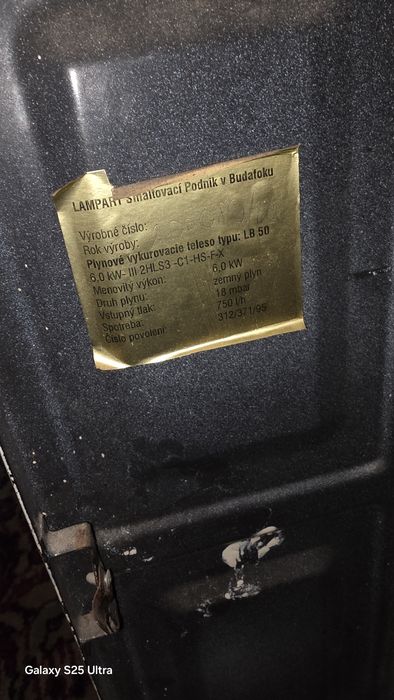 LAMPART Smaltovací Podnik v Budafoku
Výrobné číslo:
Rok výroby:
Plynové vykurovacie teleso typu: LB 50
6,0 kW- III 2HLS3 -C1-HS-F-X
Menovitý výkon: 6,0 kW
Druh plynu: zemný plyn
Vstupný tlak: 18 mbar
Spotreba: 750 l/h
Číslo povolení: 312/371/95
Galaxy S25 Ultra